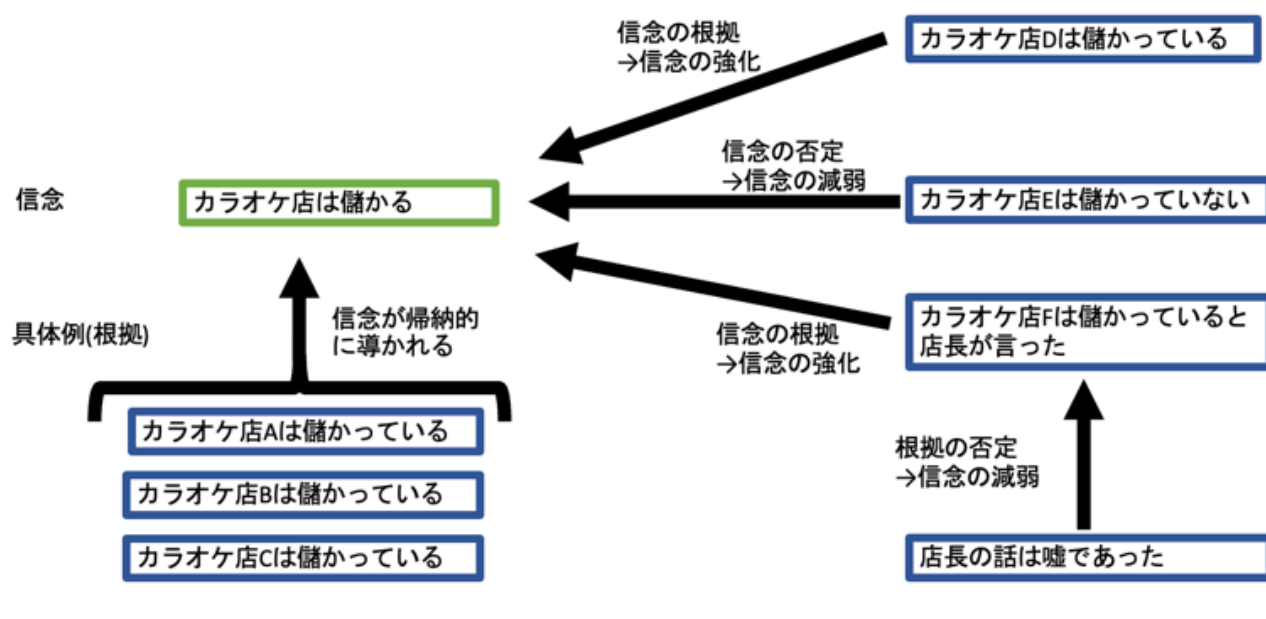 信念の根拠
→信念の強化
カラオケ店Dは儲かっている
信念の否定
→信念の減弱
信念
カラオケ店は儲かる
カラオケ店Eは儲かっていない
具体例(根拠)
信念が帰納的
に導かれる
信念の根拠
→信念の強化
カラオケ店Fは儲かっていると
店長が言った
カラオケ店Aは儲かっている
カラオケ店Bは儲かっている
カラオケ店Cは儲かっている
根拠の否定
→信念の減弱
店長の話は嘘であった